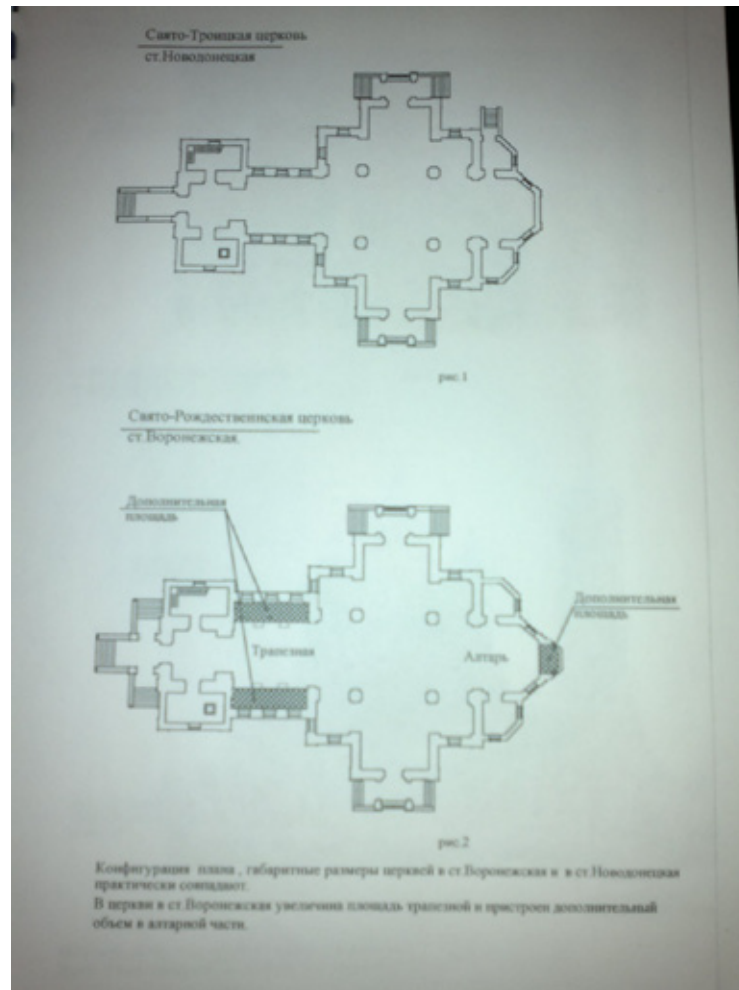 Свято-Троицкая церковь
ст.Новодонецкая
рис.1
Свято-Рождественнская церковь
ст.Воронежская.
Дополнительная
площадь
Дополнительная
площадь
Трапезная
Алтарь
рис.2
Конфигурация плана , габаритные размеры церквей в ст.Воронежская и в ст.Новодонецкая
практически совпадают.
В церкви в ст.Воронежская увеличина площадь трапезной и пристроен дополнительный
объем в алтарной части.